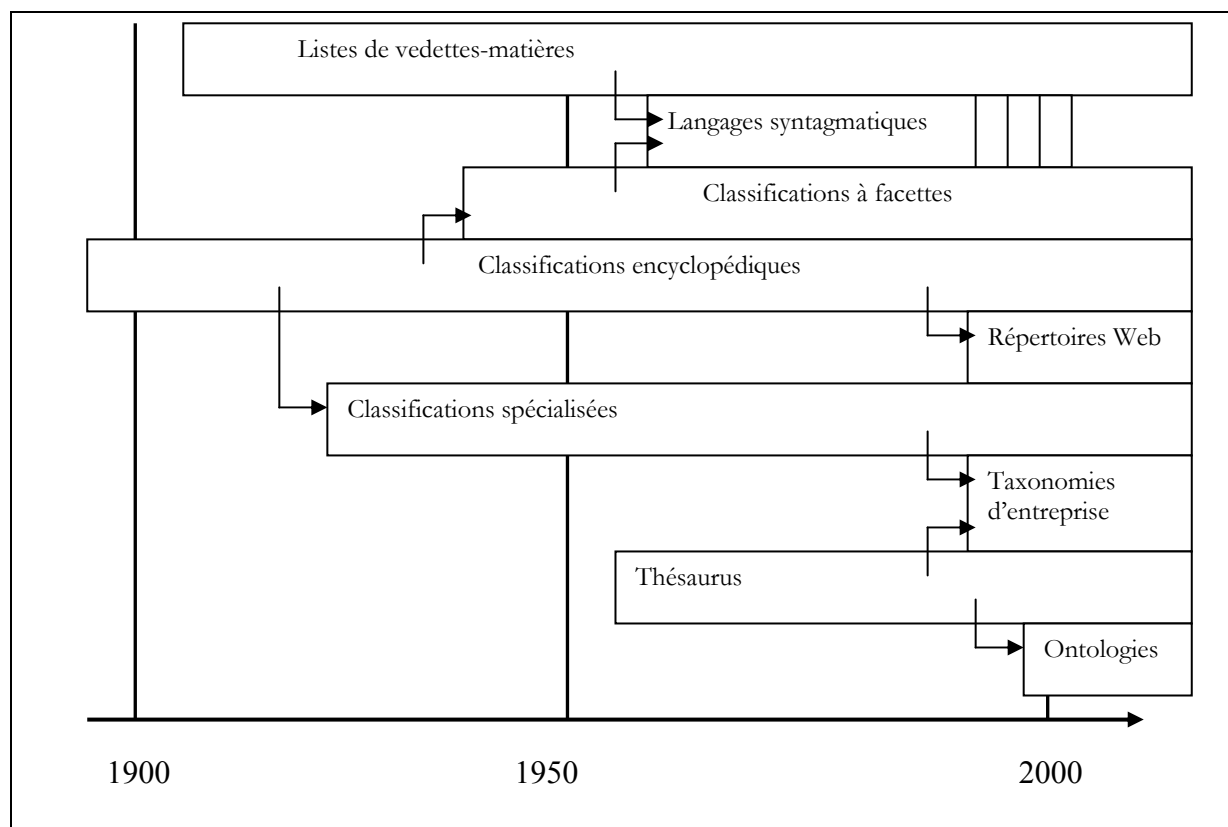 Listes de vedettes-matières
Langages syntagmatiques
Classifications à facettes
Classifications encyclopédiques
Répertoires Web
Classifications spécialisées
Taxonomies
d’entreprise
Thésaurus
Ontologies
1900
1950
2000